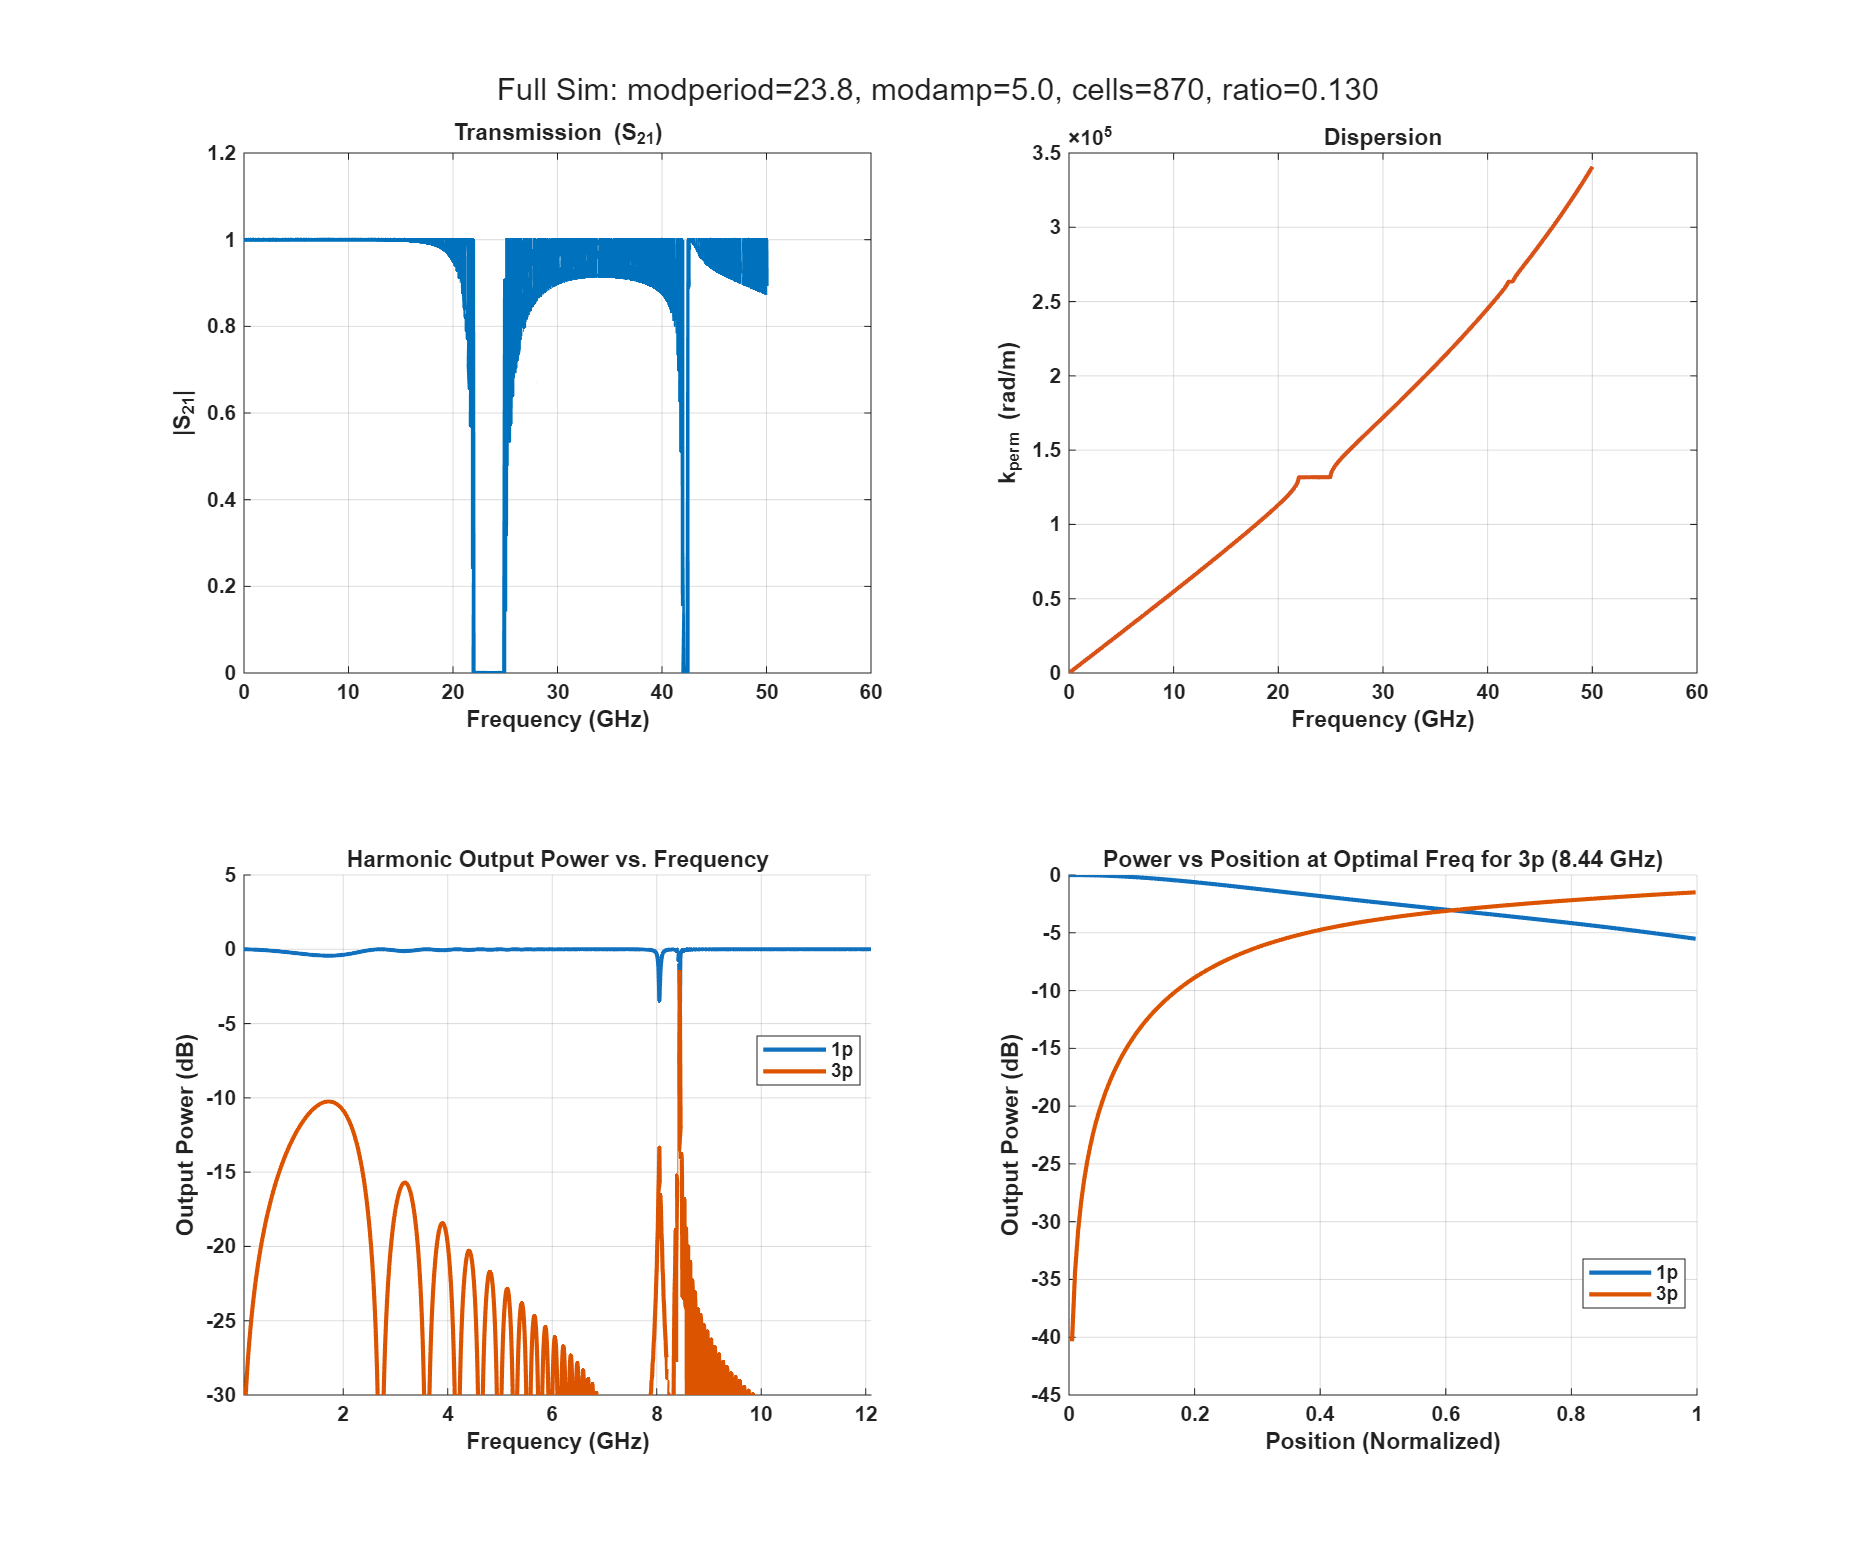 Full Sim: modperiod=23.8, modamp=5.0, cells=870, ratio=0.130
Transmission (S21)
1.2
1
0.8
0.6
0.4
0.2
0
|S21|
0 10 20 30 40 50 60
Frequency (GHz)
×10^5
Dispersion
3.5
3
2.5
2
1.5
1
0.5
0
kperm (rad/m)
0 10 20 30 40 50 60
Frequency (GHz)
Harmonic Output Power vs. Frequency
5
0
-5
-10
-15
-20
-25
-30
Output Power (dB)
1p
3p
2 4 6 8 10 12
Frequency (GHz)
Power vs Position at Optimal Freq for 3p (8.44 GHz)
0
-5
-10
-15
-20
-25
-30
-35
-40
-45
Output Power (dB)
1p
3p
0 0.2 0.4 0.6 0.8 1
Position (Normalized)